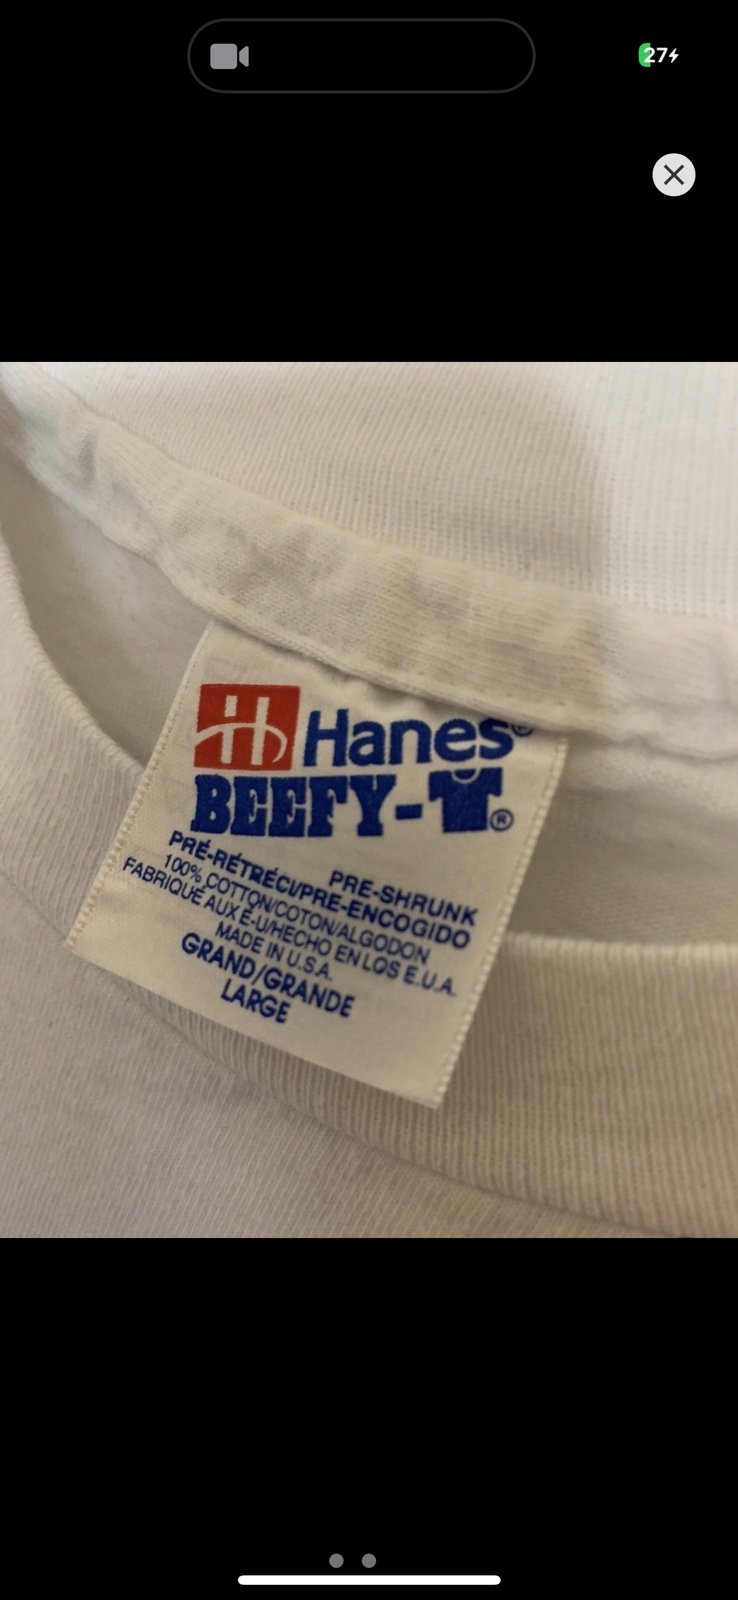 27
Hanes®
BEEFY-T®
PRE-SHRUNK
PRÉ-RÉTRÉCI/PRE-ENCOGIDO
100% COTTON/COTON/ALGODON
FABRIQUÉ AUX É-U/HECHO EN LOS E.U.A.
MADE IN U.S.A.
GRAND/GRANDE
LARGE